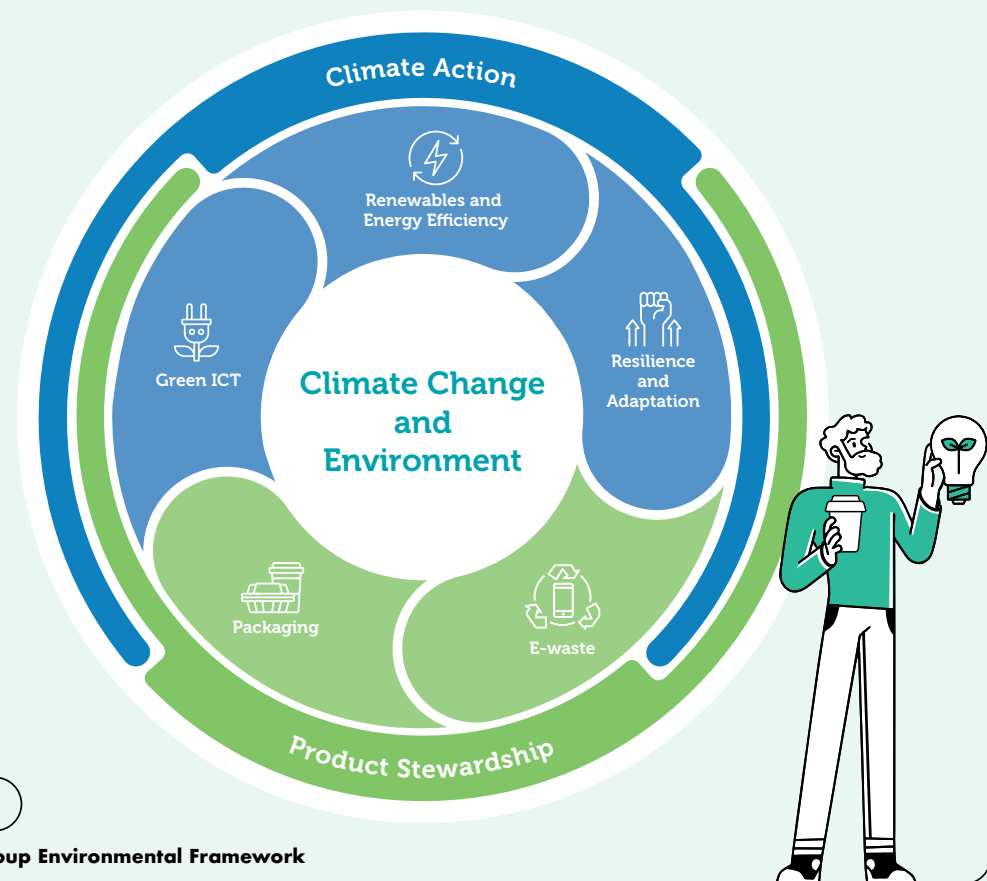 Climate Action
Renewables and
Energy Efficiency
Green ICT
Resilience
and
Adaptation
Climate Change
and
Environment
Packaging
E-waste
Product Stewardship
Environmental Framework